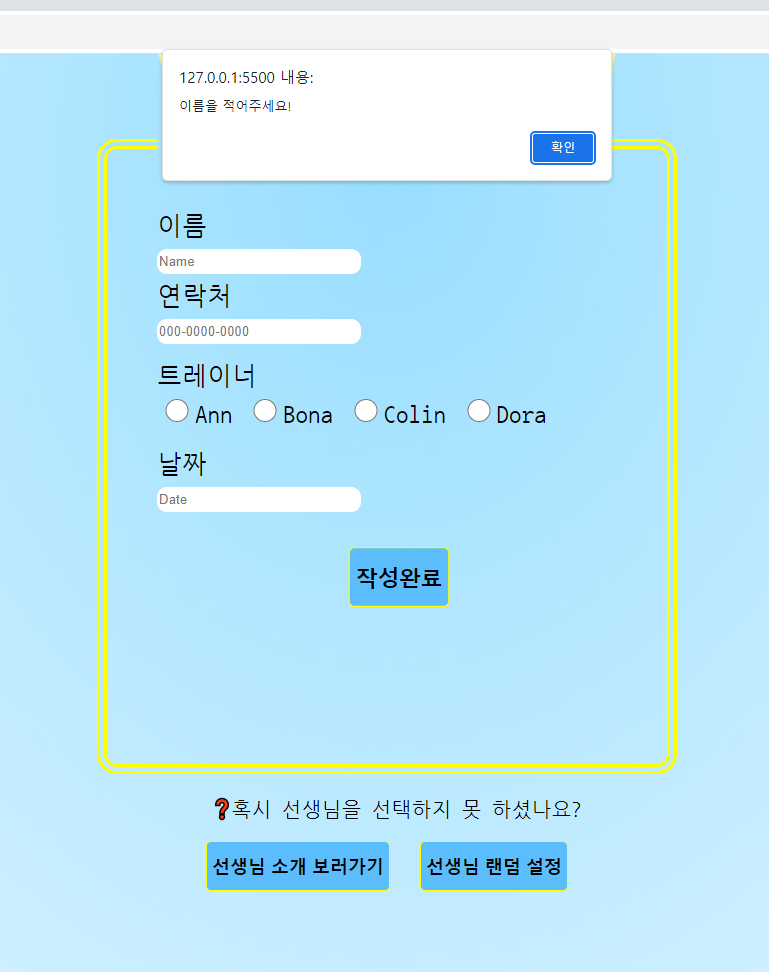 127.0.0.1:5500 내용:
이름을 적어주세요!
확인
이름
Name
연락처
000-0000-0000
트레이너
Ann Bona Colin Dora
날짜
Date
작성완료
❓혹시 선생님을 선택하지 못 하셨나요?
선생님 소개 보러가기 선생님 랜덤 설정